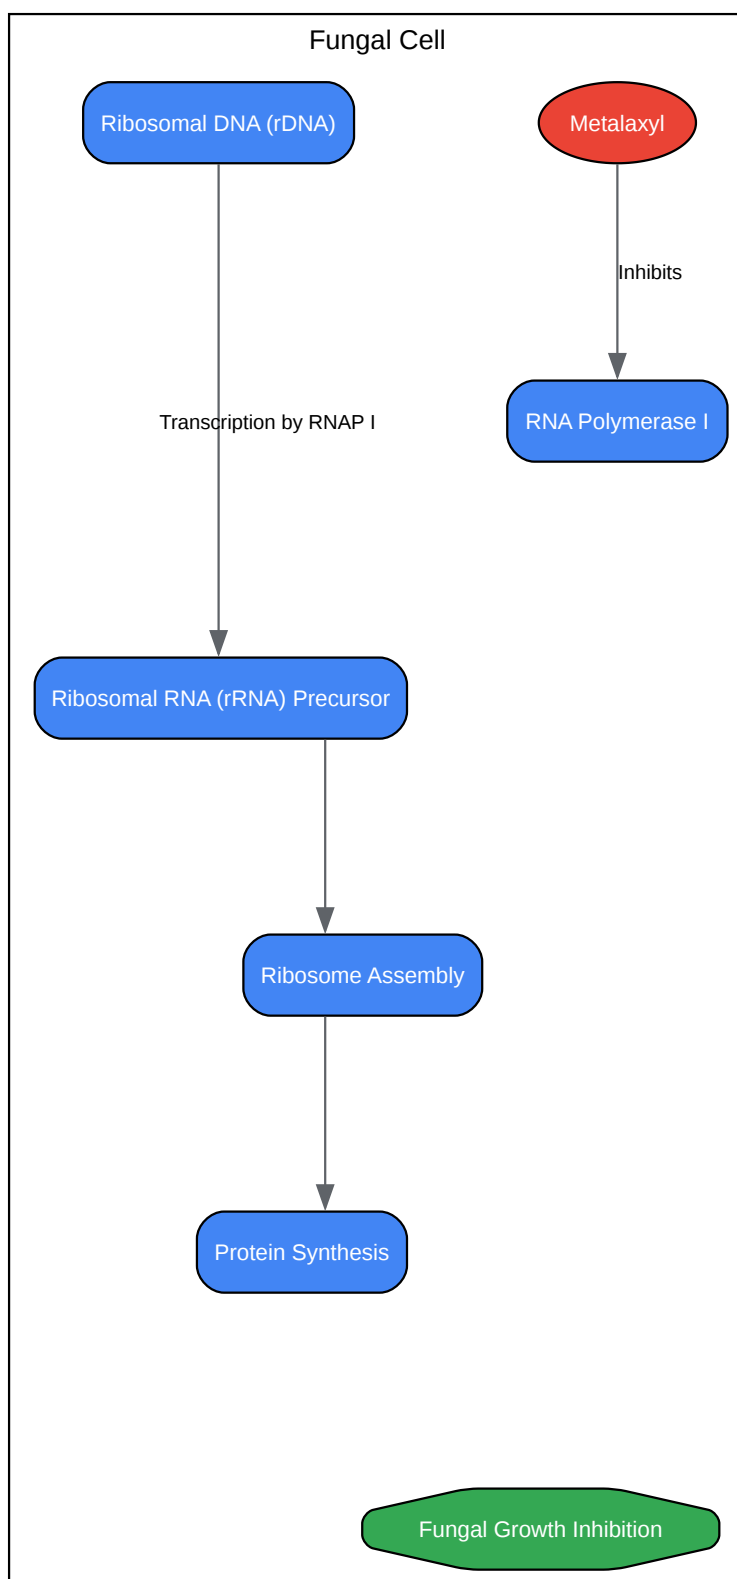 Fungal Cell
Ribosomal DNA (rDNA)
Metalaxyl
Inhibits
Transcription by RNAP I
RNA Polymerase I
Ribosomal RNA (rRNA) Precursor
Ribosome Assembly
Protein Synthesis
Fungal Growth Inhibition